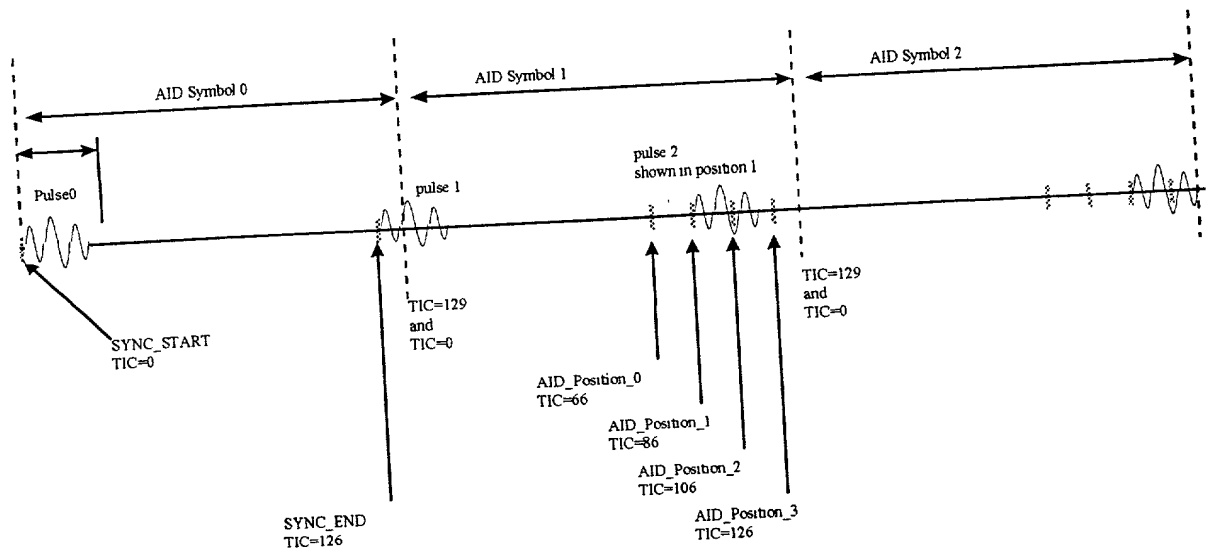 AID Symbol 0
AID Symbol 1
AID Symbol 2
Pulse0
pulse 1
pulse 2
shown in position 1
TIC=129
and
TIC=0
TIC=129
and
TIC=0
SYNC_START
TIC=0
AID_Position_0
TIC=66
AID_Position_1
TIC=86
AID_Position_2
TIC=106
AID_Position_3
TIC=126
SYNC_END
TIC=126